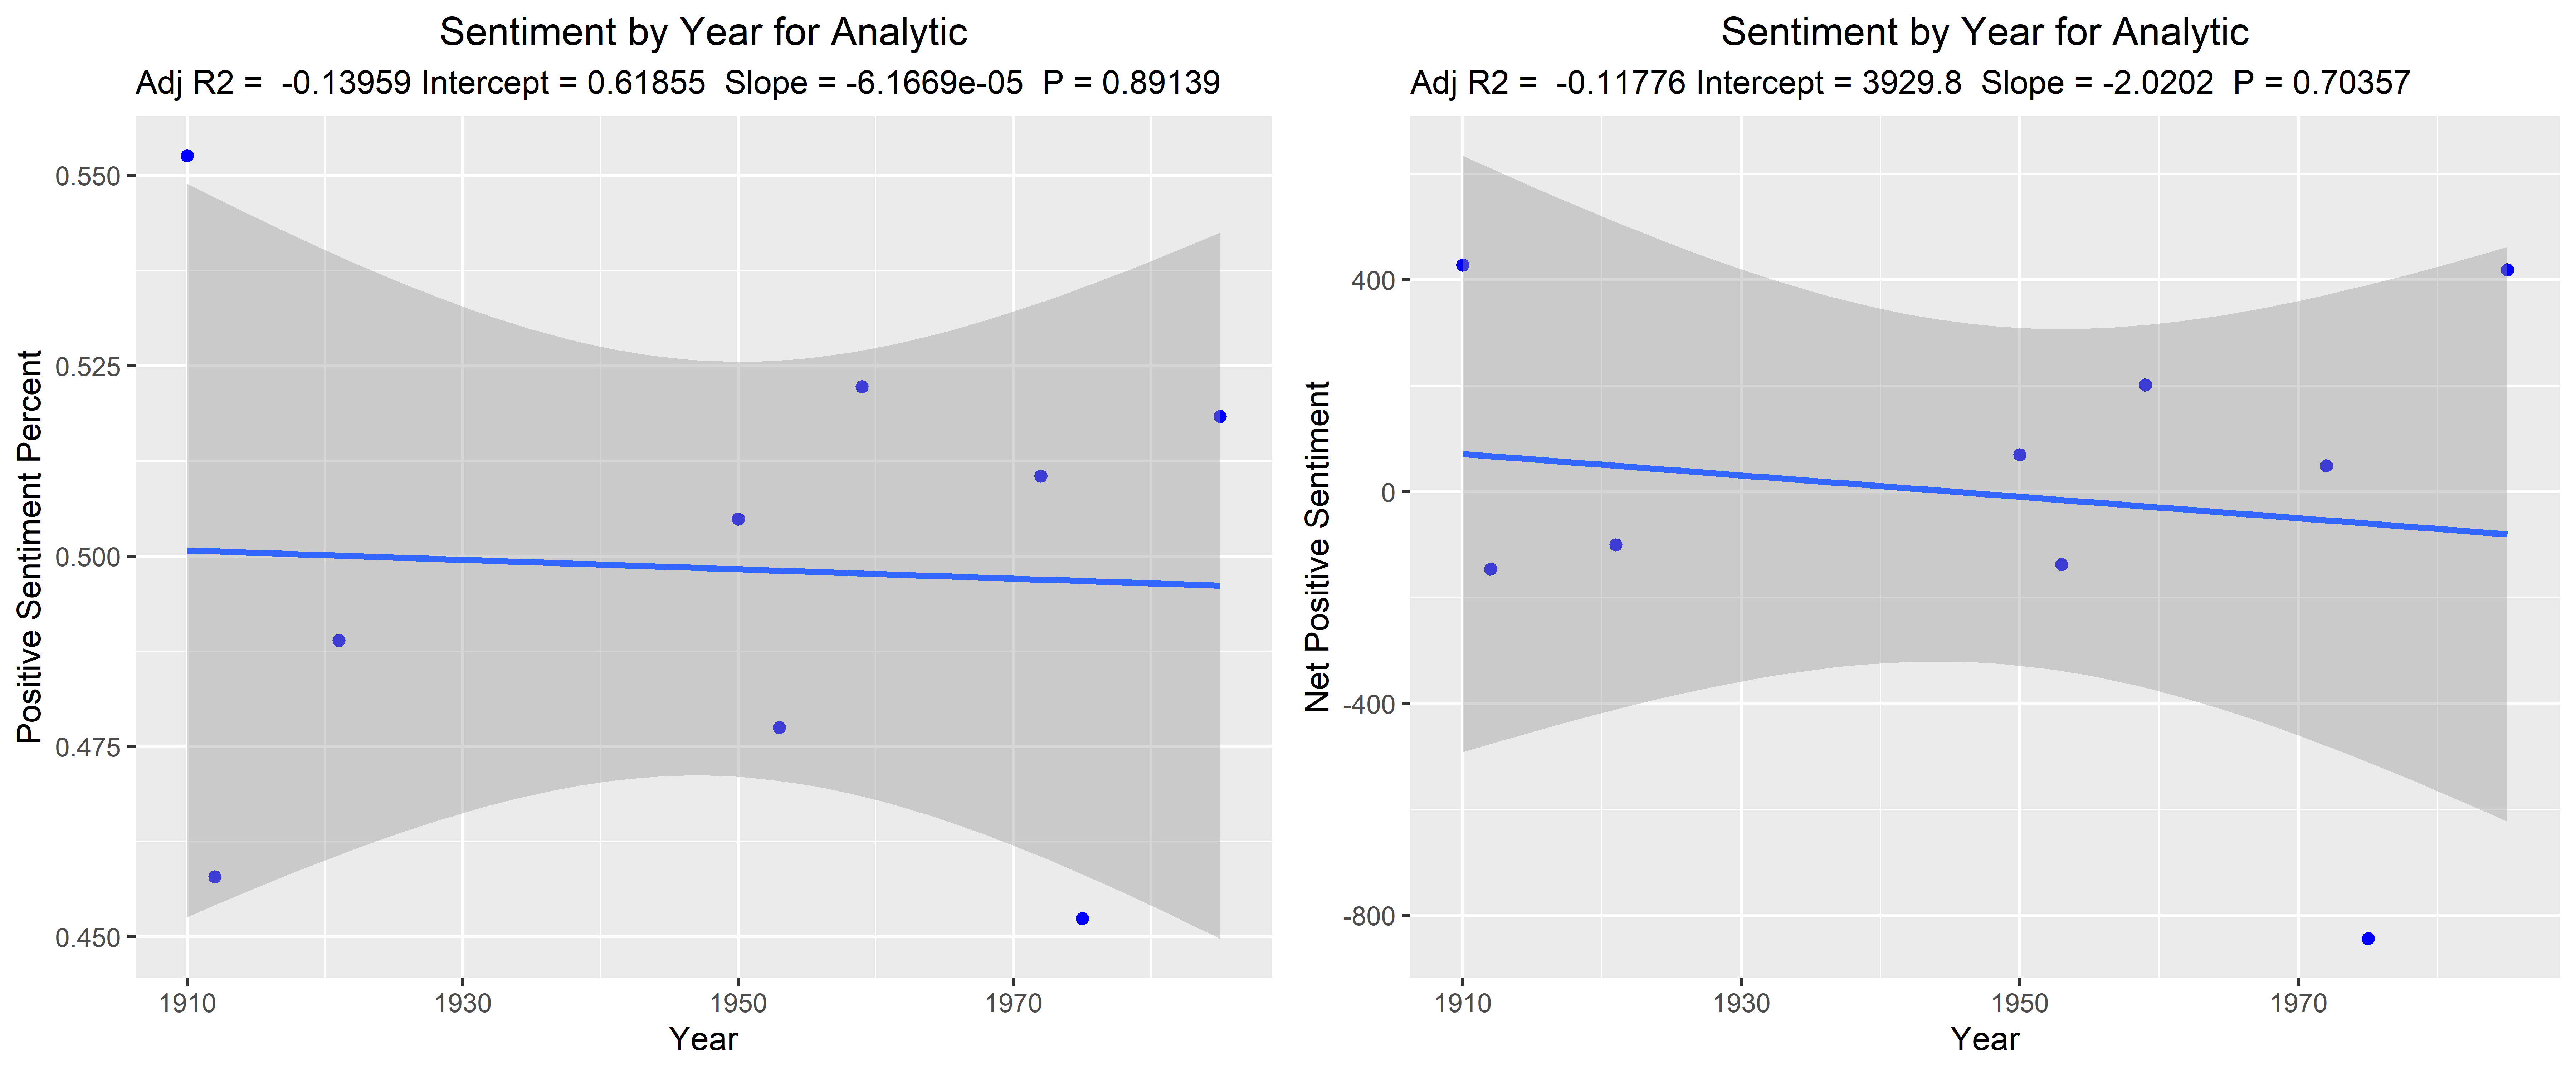 Sentiment by Year for Analytic
Adj R2 =  -0.13959 Intercept = 0.61855  Slope = -6.1669e-05  P = 0.89139
Positive Sentiment Percent
0.550
0.525
0.500
0.475
0.450
1910 1930 1950 1970
Year
Sentiment by Year for Analytic
Adj R2 =  -0.11776 Intercept = 3929.8  Slope = -2.0202  P = 0.70357
Net Positive Sentiment
400
0
-400
-800
1910 1930 1950 1970
Year